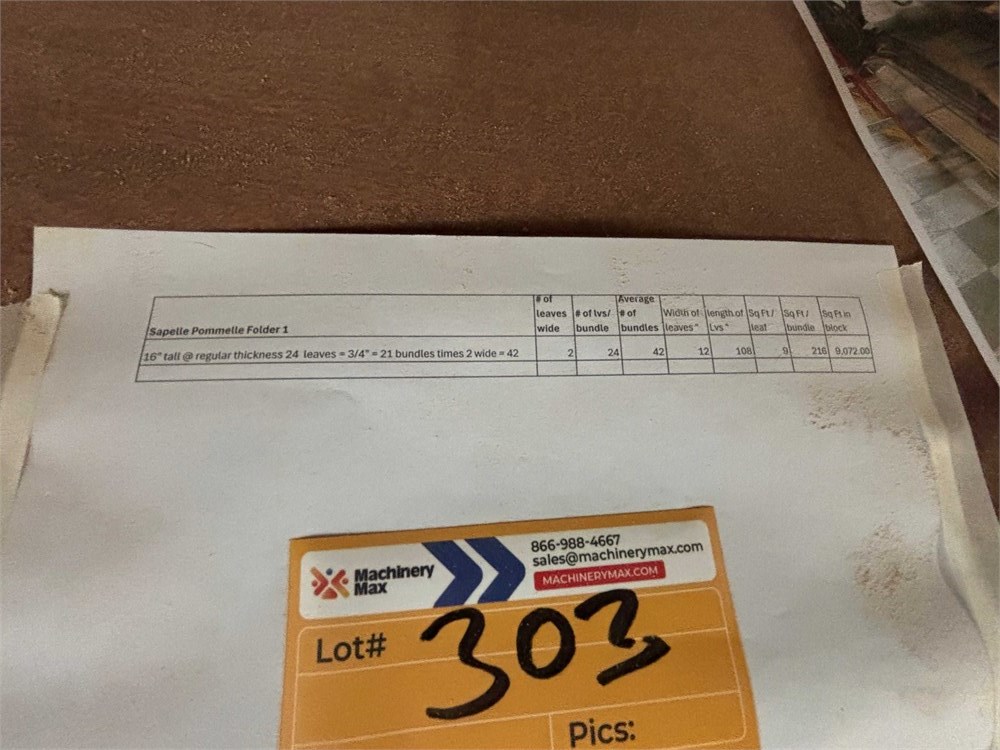 Sapelle Pommelle Folder 1
# of leaves wide
# of lvs/ bundle
Average # of bundles
Width of leaves "
length.of Lvs "
Sq Ft / leaf
Sq Ft / bundle
Sq Ft in block
16" tall @ regular thickness 24 leaves = 3/4" = 21 bundles times 2 wide = 42 2 24 42 12 108 9 216 9,072.00
Machinery Max
866-988-4667
sales@machinerymax.com
MACHINERYMAX.COM
Lot# 303
Pics: